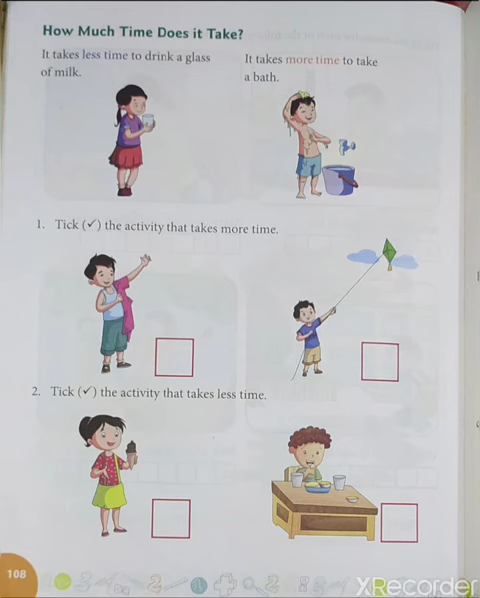 How Much Time Does it Take?
It takes less time to drink a glass
of milk.
It takes more time to take
a bath.
1. Tick (✓) the activity that takes more time.
2. Tick (✓) the activity that takes less time.
108
XRecorder